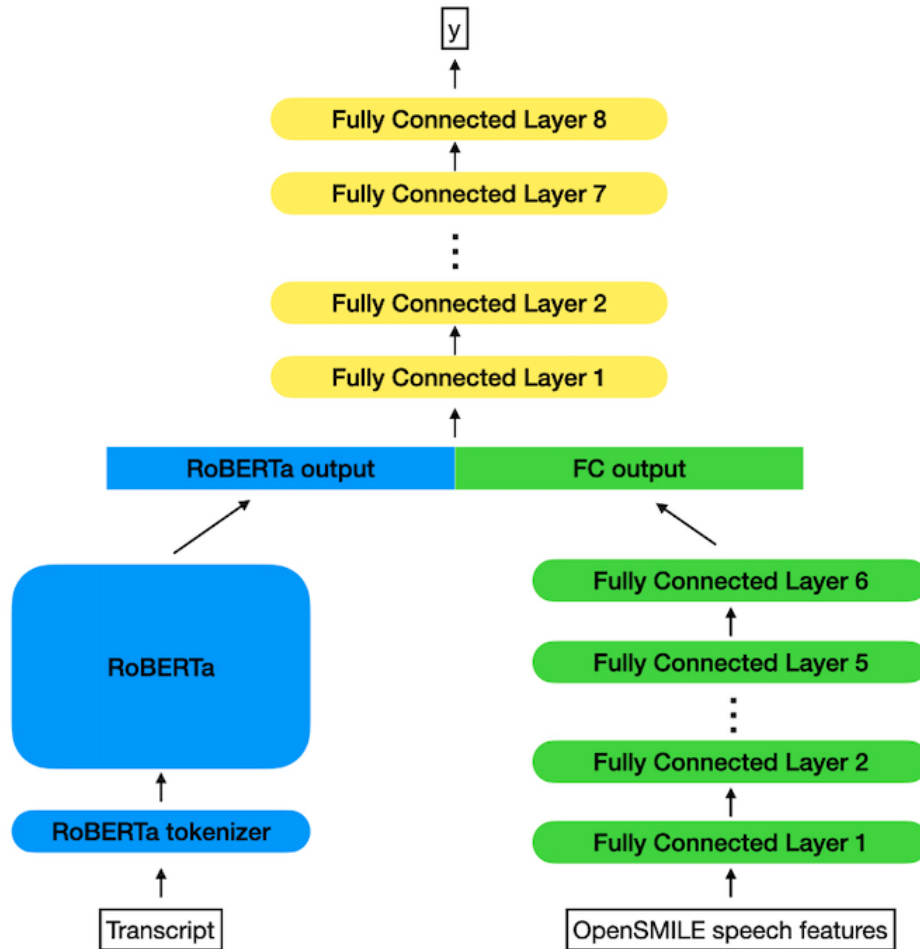 y
Fully Connected Layer 8
Fully Connected Layer 7
Fully Connected Layer 2
Fully Connected Layer 1
RoBERTa output
FC output
RoBERTa
RoBERTa tokenizer
Transcript
Fully Connected Layer 6
Fully Connected Layer 5
Fully Connected Layer 2
Fully Connected Layer 1
OpenSMILE speech features